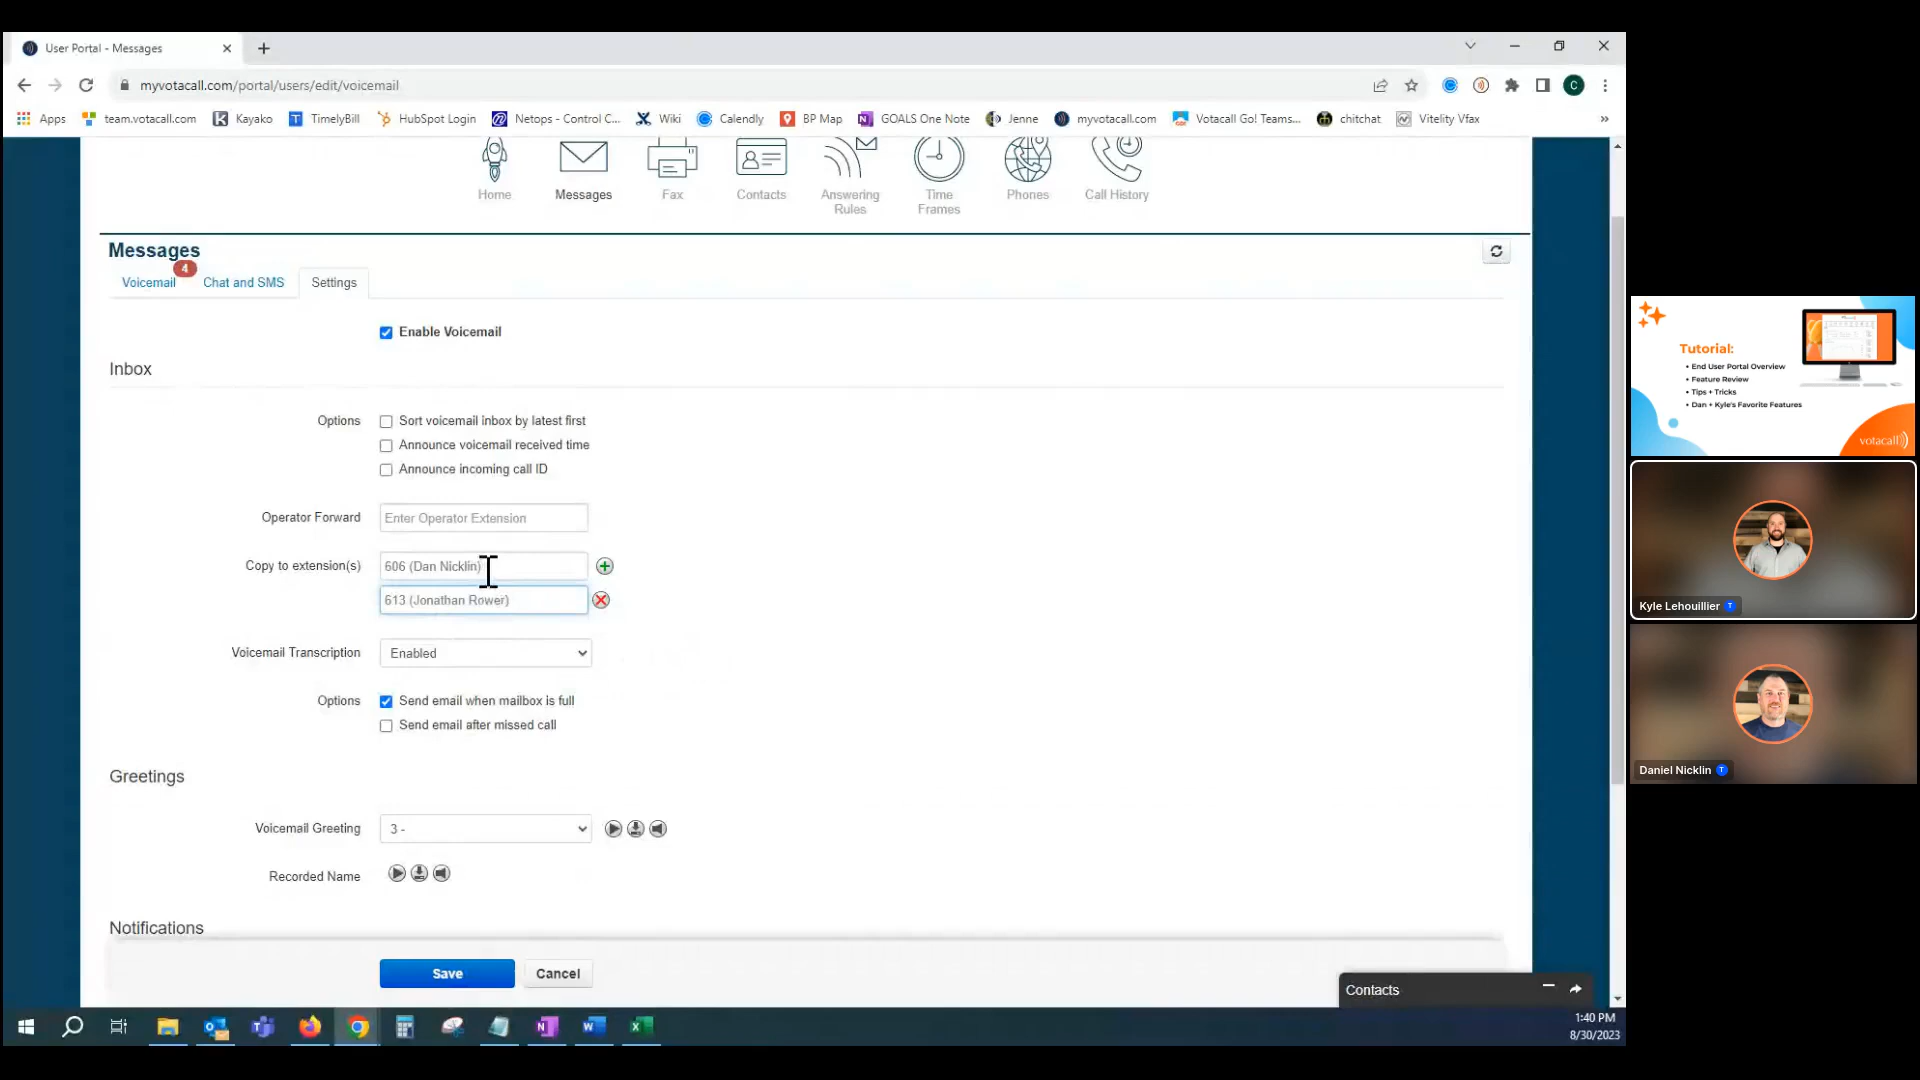 User Portal - Messages
myvotacall.com/portal/users/edit/voicemail
C
Apps
team.votacall.com
Kayako
TimelyBill
HubSpot Login
Netops - Control C...
Wiki
Calendly
BP Map
GOALS One Note
Jenne
myvotacall.com
Votacall Go! Teams...
chitchat
Vitelity Vfax
»
Home
Messages
Fax
Contacts
Answering
Rules
Time
Frames
Phones
Call History
Messages
Voicemail
4
Chat and SMS
Settings
Enable Voicemail
Inbox
Options
Sort voicemail inbox by latest first
Announce voicemail received time
Announce incoming call ID
Operator Forward
Enter Operator Extension
Copy to extension(s)
606 (Dan Nicklin)
613 (Jonathan Rower)
Voicemail Transcription
Enabled
Options
Send email when mailbox is full
Send email after missed call
Greetings
Voicemail Greeting
3 -
Recorded Name
Notifications
Save
Cancel
Contacts
1:40 PM
8/30/2023
Tutorial:
• End User Portal Overview
• Feature Review
• Tips + Tricks
• Dan + Kyle's Favorite Features
votacall
Kyle Lehouillier
T
Daniel Nicklin
T